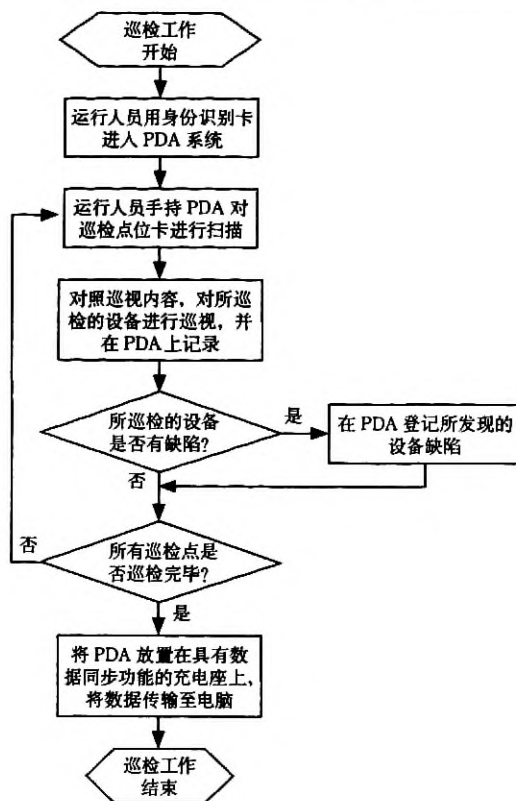 巡检工作
开始
运行人员用身份识别卡
进入 PDA 系统
运行人员手持 PDA 对
巡检点位卡进行扫描
对照巡视内容，对所巡
检的设备进行巡视，并
在 PDA 上记录
所巡检的设备
是否有缺陷？
是
在 PDA 登记所发现的
设备缺陷
否
否
所有巡检点是
否巡检完毕？
是
将 PDA 放置在具有数
据同步功能的充电座上，
将数据传输至电脑
巡检工作
结束